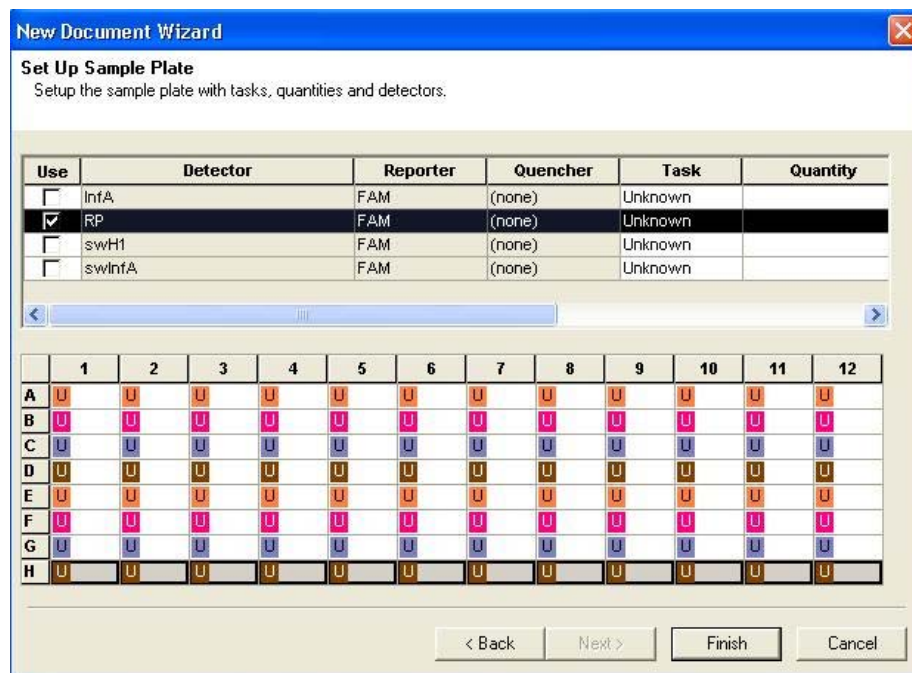 New Document Wizard
Set Up Sample Plate
Setup the sample plate with tasks, quantities and detectors.
Use Detector Reporter Quencher Task Quantity
InfA FAM (none) Unknown
RP FAM (none) Unknown
swH1 FAM (none) Unknown
swInfA FAM (none) Unknown
1 2 3 4 5 6 7 8 9 10 11 12
A U U U U U U U U U U U U
B U U U U U U U U U U U U
C U U U U U U U U U U U U
D U U U U U U U U U U U U
E U U U U U U U U U U U U
F U U U U U U U U U U U U
G U U U U U U U U U U U U
H U U U U U U U U U U U U
< Back Next > Finish Cancel